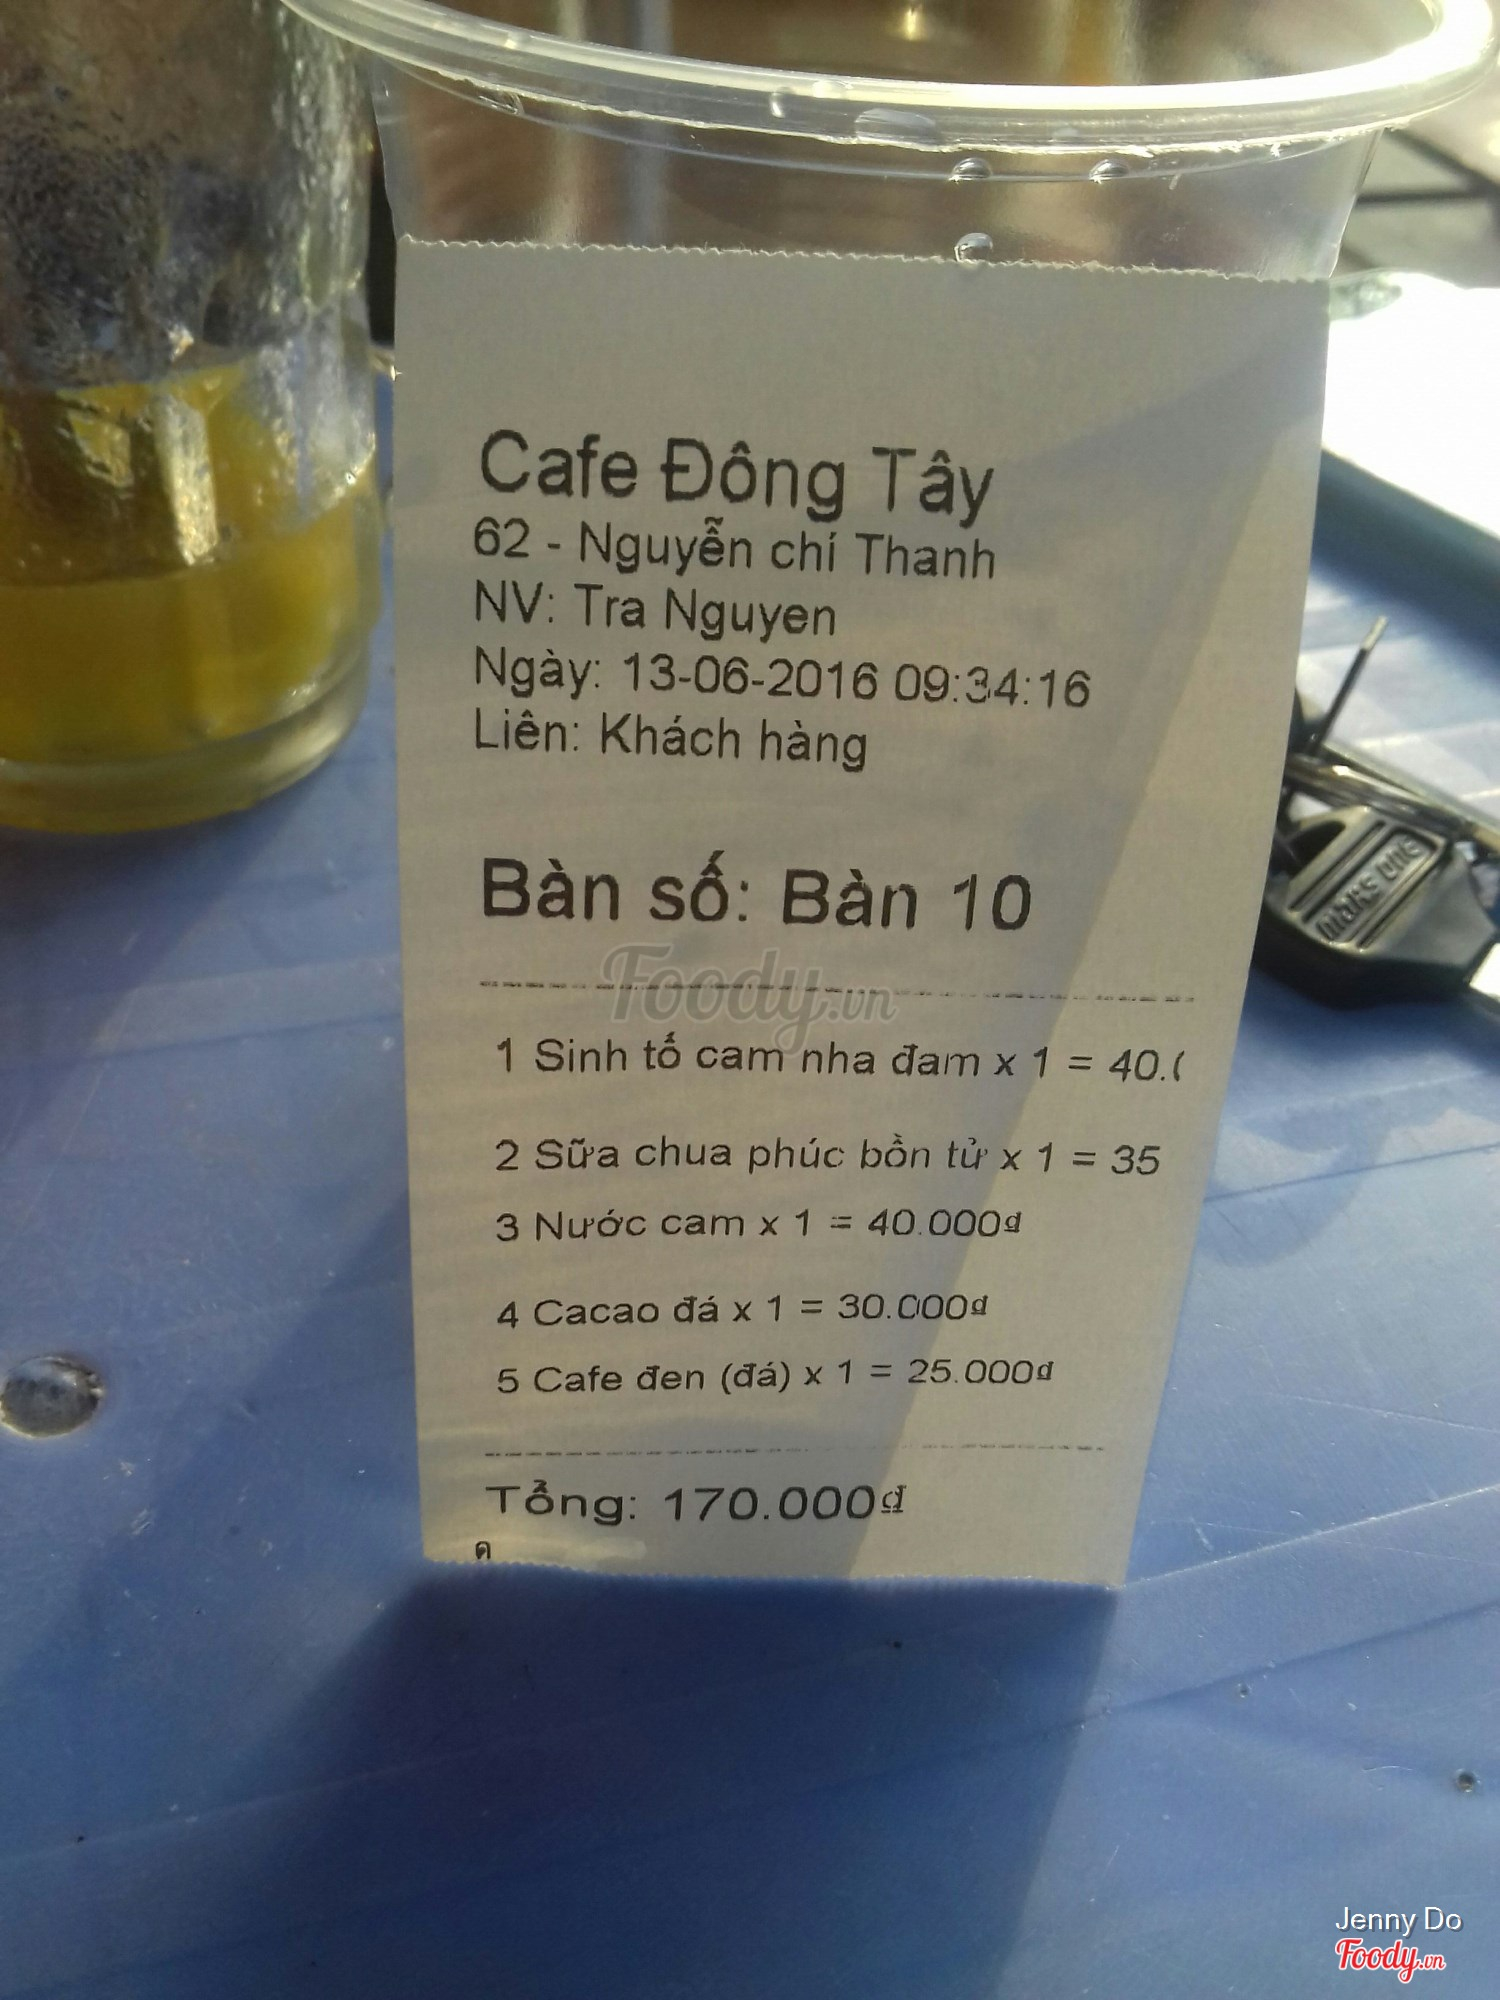 Cafe Đông Tây
62 - Nguyễn chí Thanh
NV: Tra Nguyen
Ngày: 13-06-2016 09:34:16
Liên: Khách hàng
Bàn số: Bàn 10
Foody.vn
1 Sinh tố cam nha đam x 1 = 40.(
2 Sữa chua phúc bồn tử x 1 = 35
3 Nước cam x 1 = 40.000đ
4 Cacao đá x 1 = 30.000đ
5 Cafe đen (đá) x 1 = 25.000đ
Tổng: 170.000đ
Jenny Do
Foody.vn